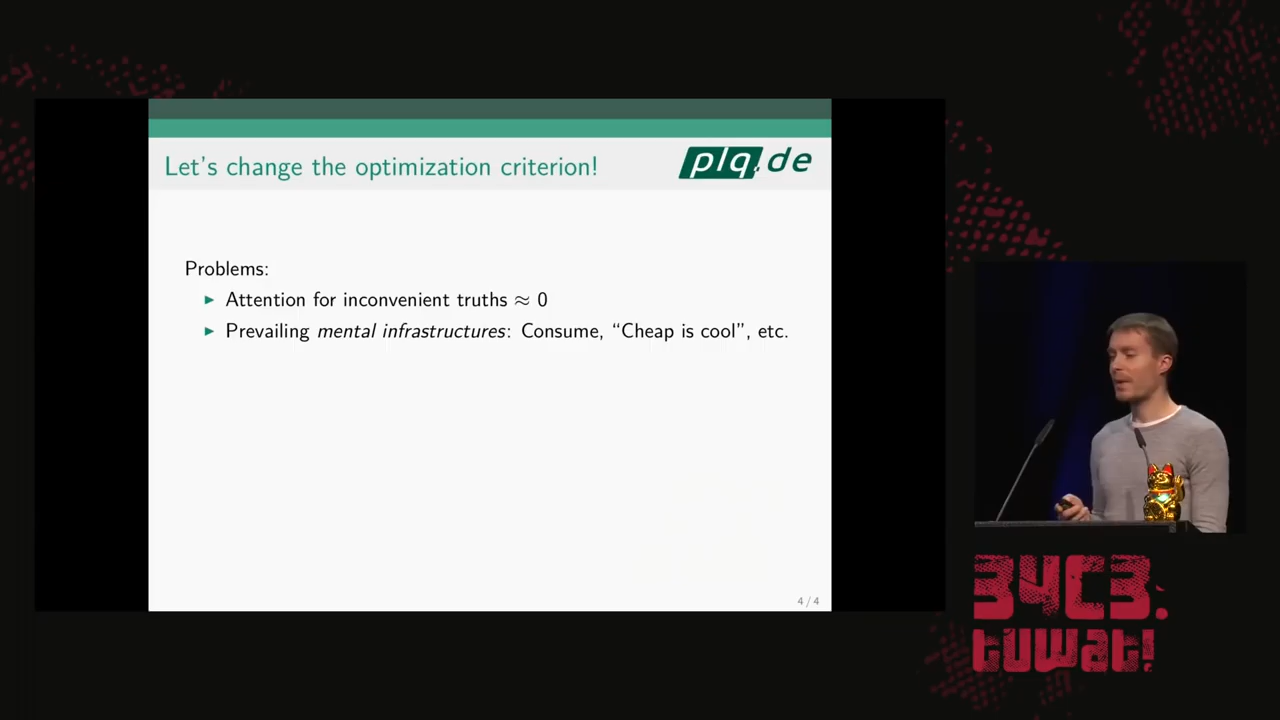 Let's change the optimization criterion!
plq.de
Problems:
► Attention for inconvenient truths ≈ 0
► Prevailing mental infrastructures: Consume, “Cheap is cool”, etc.
4 / 4
34C3.
tuwat!